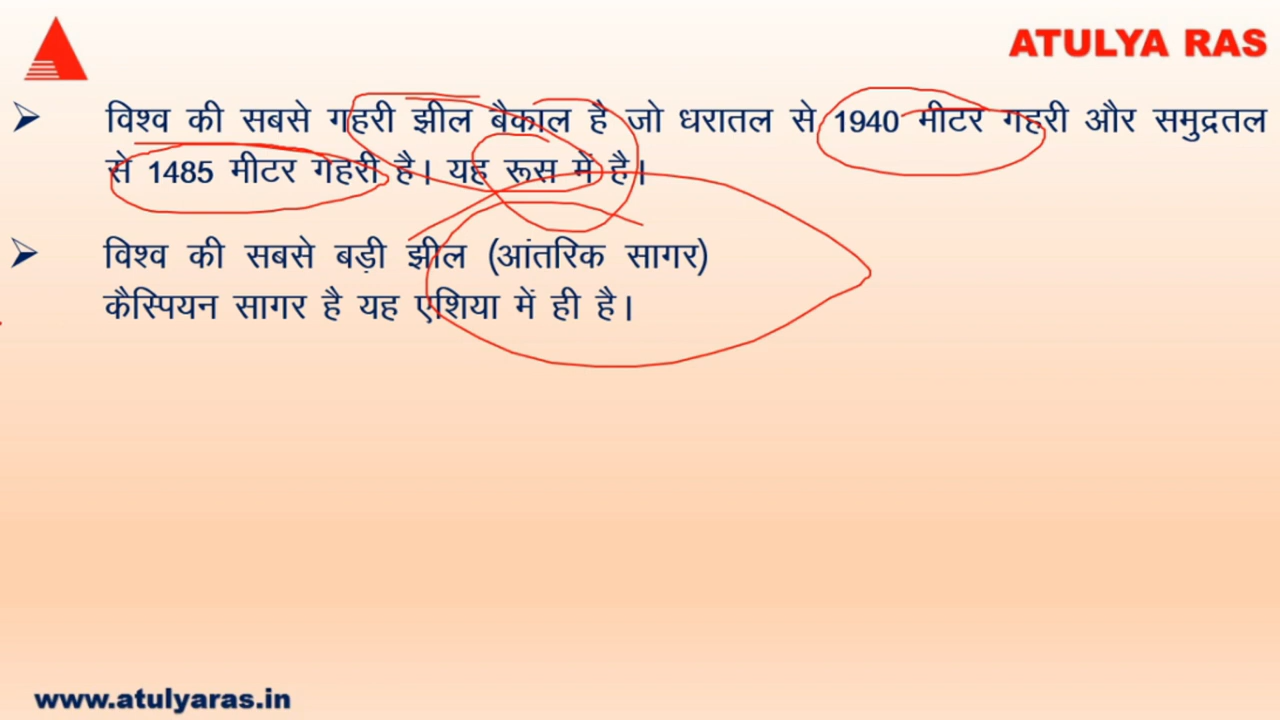 ATULYA RAS
विश्व की सबसे गहरी झील बैकाल है जो धरातल से 1940 मीटर गहरी और समुद्रतल
से 1485 मीटर गहरी है। यह रूस में है।
विश्व की सबसे बड़ी झील (आंतरिक सागर)
कैस्पियन सागर है यह एशिया में ही है।
www.atulyaras.in